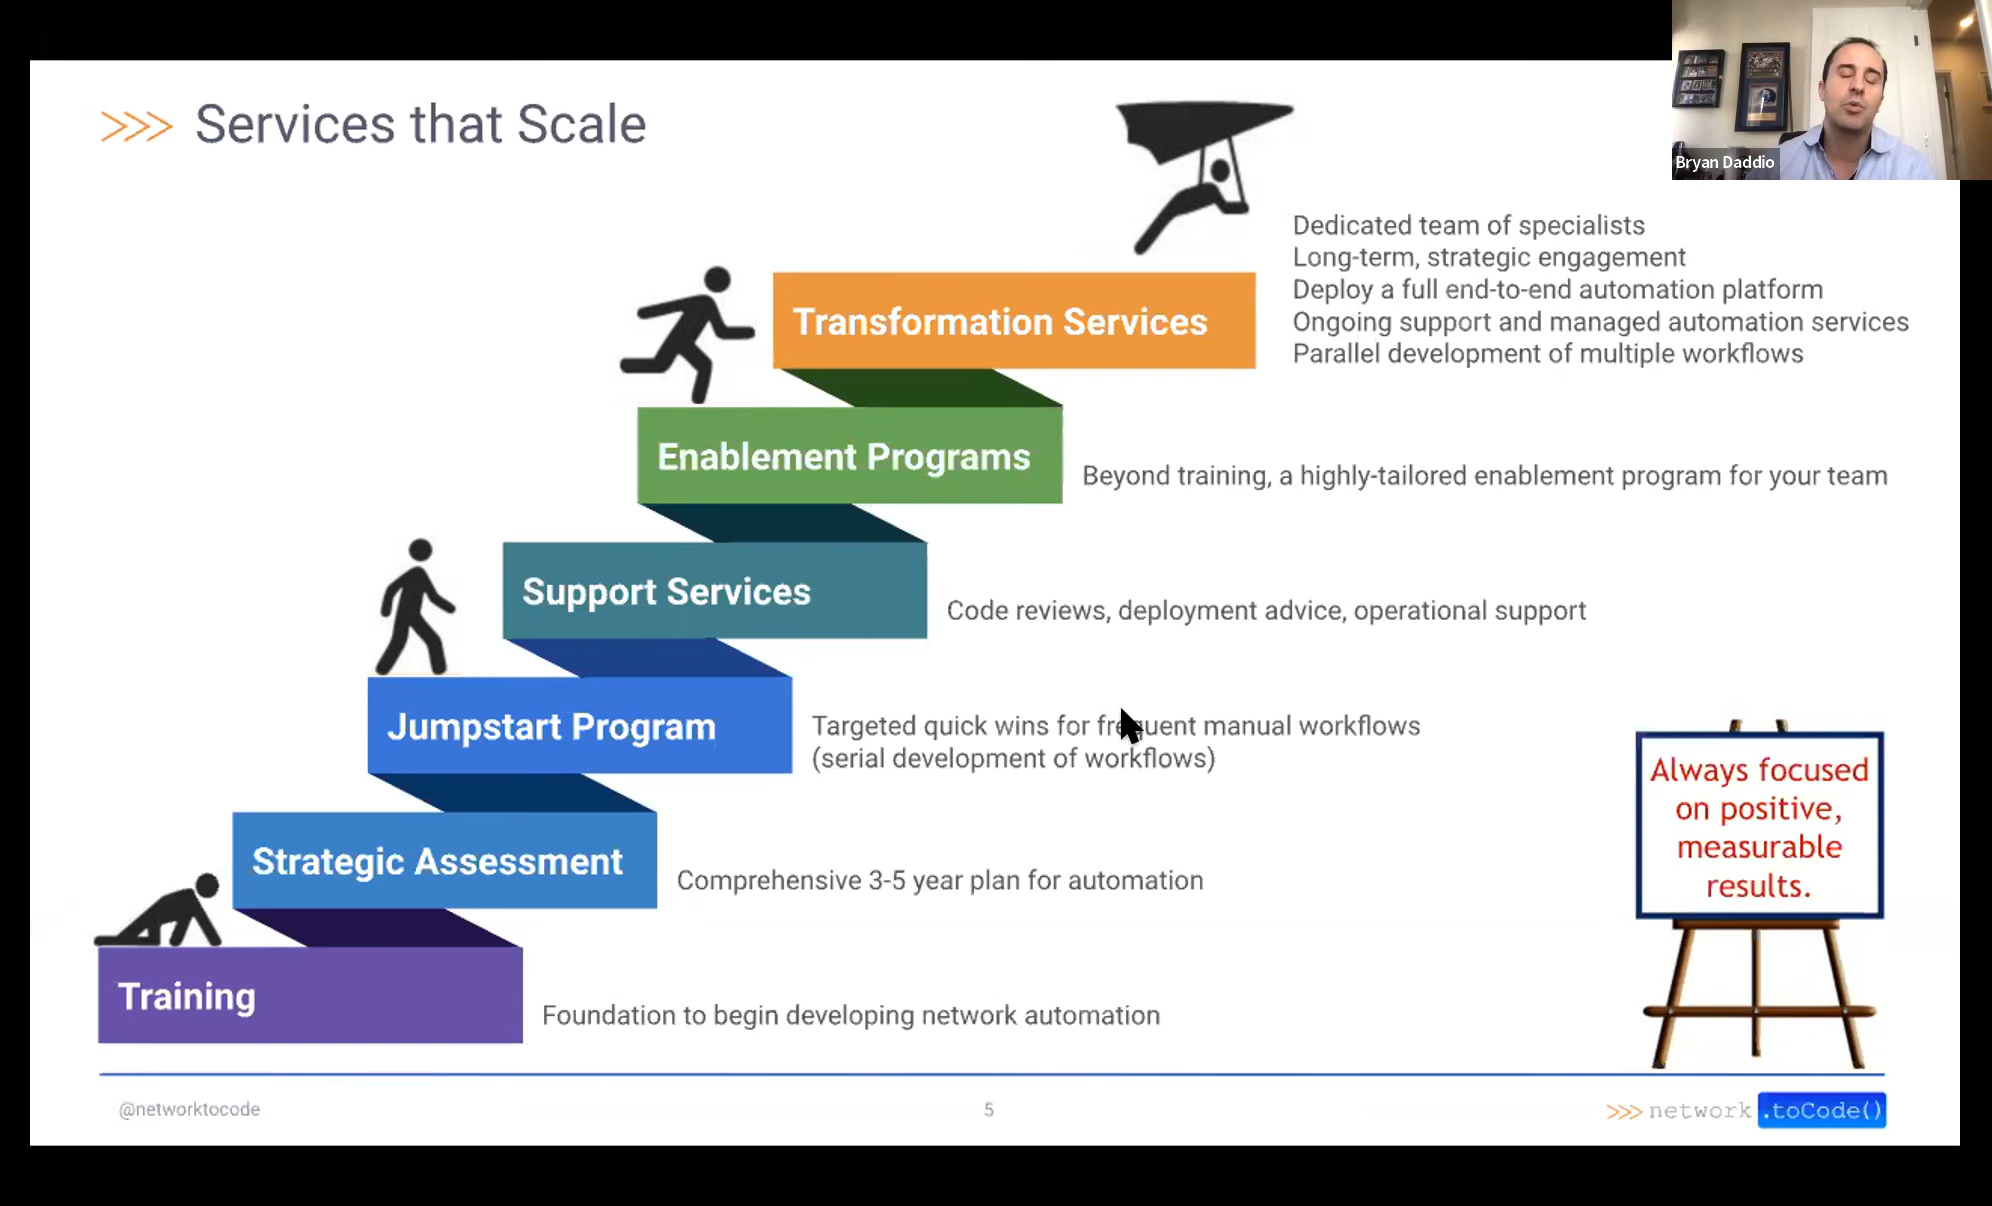 Services that Scale
Bryan Daddio
Dedicated team of specialists
Long-term, strategic engagement
Deploy a full end-to-end automation platform
Ongoing support and managed automation services
Parallel development of multiple workflows
Transformation Services
Enablement Programs
Beyond training, a highly-tailored enablement program for your team
Support Services
Code reviews, deployment advice, operational support
Jumpstart Program
Targeted quick wins for frequent manual workflows
(serial development of workflows)
Always focused
on positive,
measurable
results.
Strategic Assessment
Comprehensive 3-5 year plan for automation
Training
Foundation to begin developing network automation
@networktocode
5
>>> network .toCode()